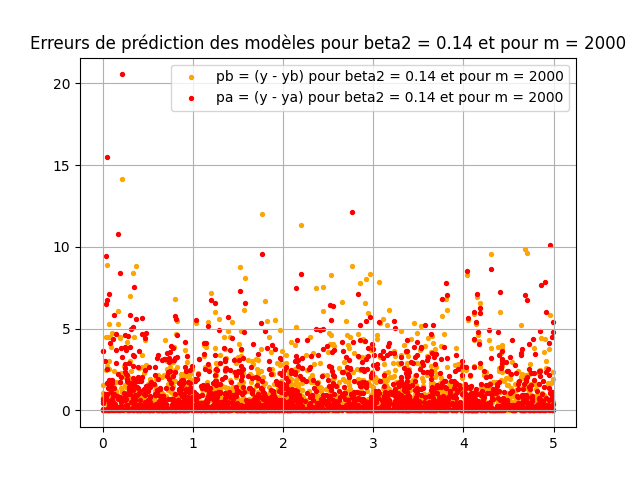 Erreurs de prédiction des modèles pour beta2 = 0.14 et pour m = 2000
pb = (y - yb) pour beta2 = 0.14 et pour m = 2000
pa = (y - ya) pour beta2 = 0.14 et pour m = 2000
20
15
10
5
0
0 1 2 3 4 5